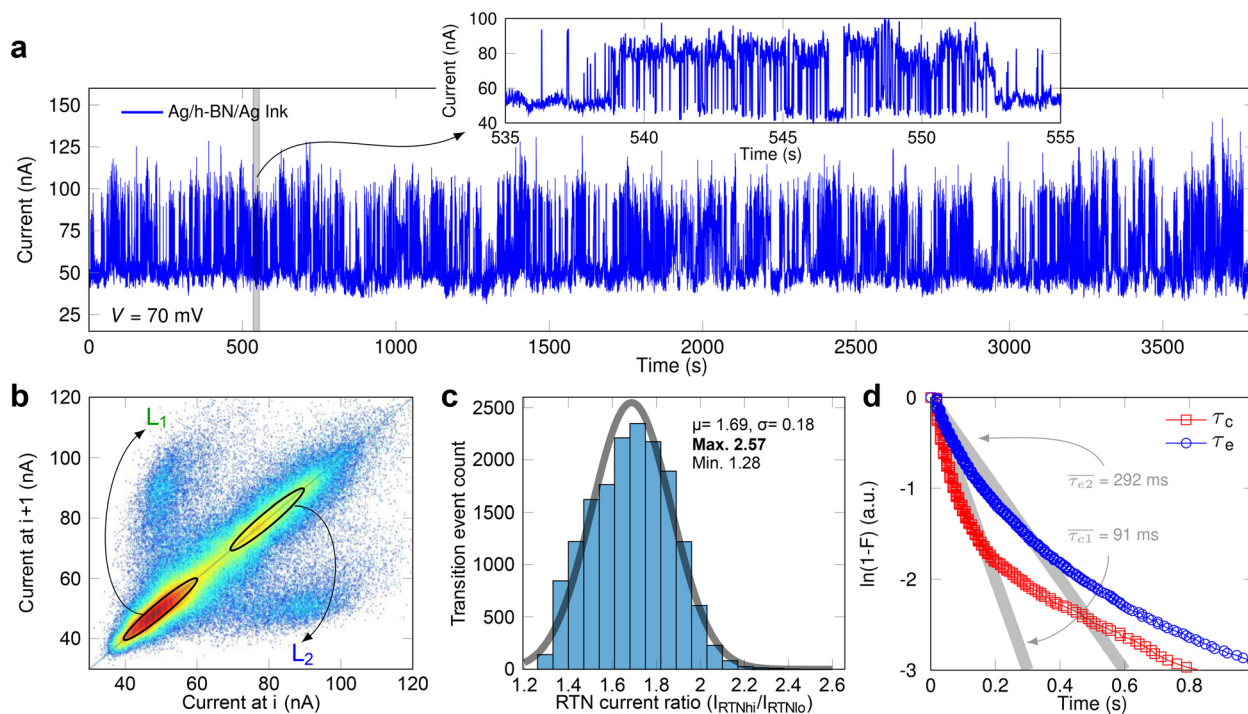 a
Current (nA)
100
80
60
40
535
540
545
550
555
Time (s)
Current (nA)
150
125
100
75
50
25
Ag/h-BN/Ag Ink
V = 70 mV
0
500
1000
1500
2000
2500
3000
3500
Time (s)
b
Current at i+1 (nA)
120
100
80
60
40
L1
L2
40
60
80
100
120
Current at i (nA)
c
Transition event count
2500
2000
1500
1000
500
0
μ= 1.69, σ= 0.18
Max. 2.57
Min. 1.28
1.2
1.4
1.6
1.8
2.0
2.2
2.4
2.6
RTN current ratio (IRTNhi/IRTNlo)
d
ln(1-F) (a.u.)
0
-1
-2
-3
τc
τe
τe2 = 292 ms
τc1 = 91 ms
0
0.2
0.4
0.6
0.8
Time (s)